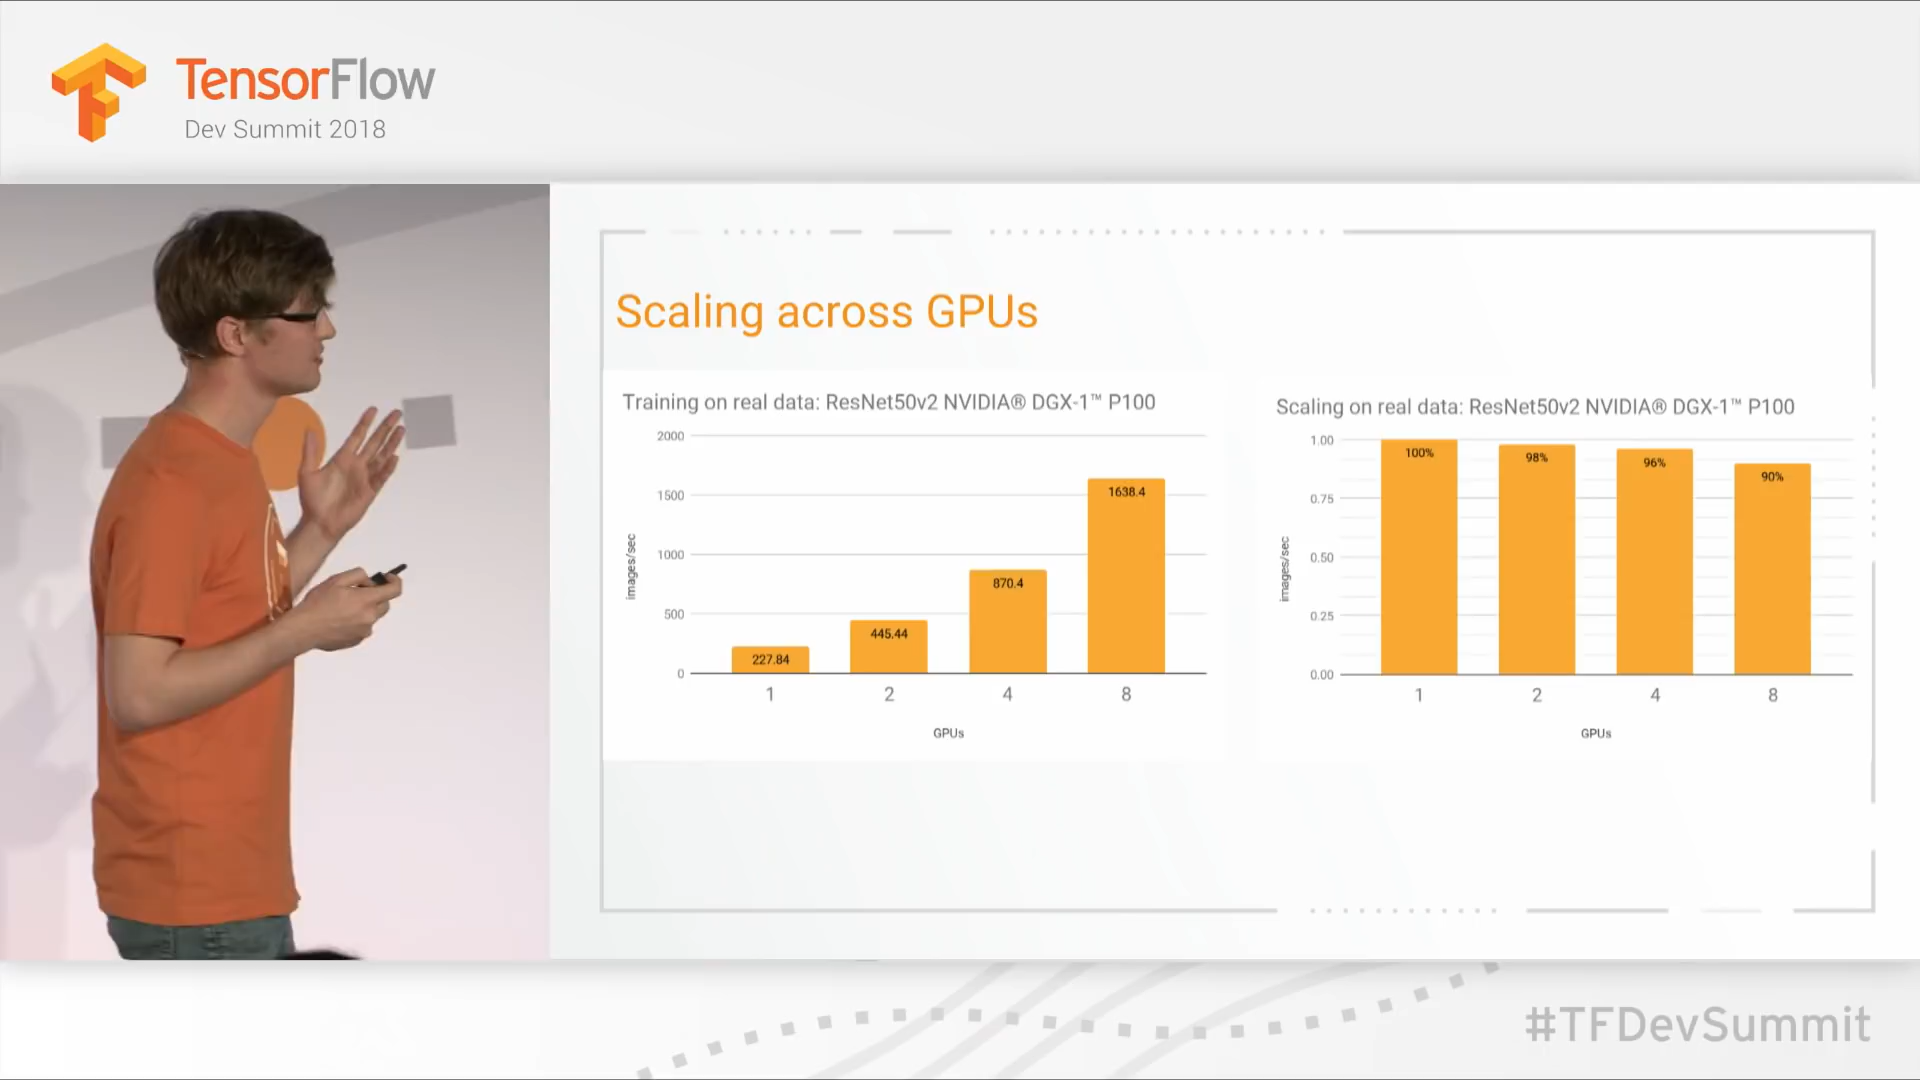 TensorFlow
Dev Summit 2018
Scaling across GPUs
Training on real data: ResNet50v2 NVIDIA® DGX-1™ P100
2000
1500
1000
500
0
images/sec
227.84
445.44
870.4
1638.4
1
2
4
8
GPUs
Scaling on real data: ResNet50v2 NVIDIA® DGX-1™ P100
1.00
0.75
0.50
0.25
0.00
images/sec
100%
98%
96%
90%
1
2
4
8
GPUs
#TFDevSummit